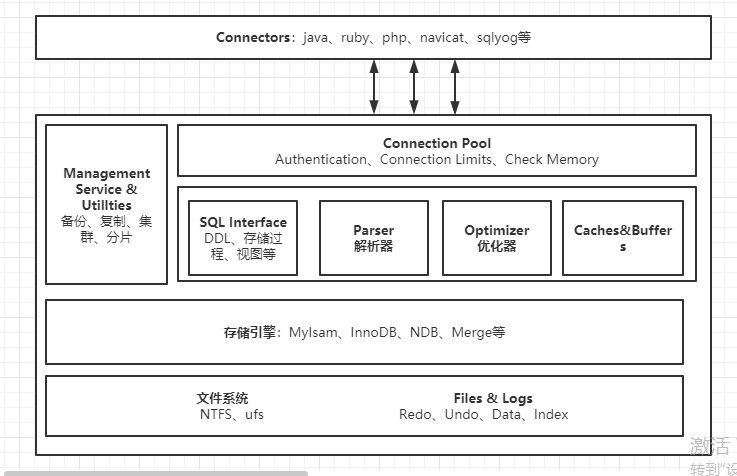 Connectors：java、ruby、php、navicat、sqlyog等
Management
Service &
Utillties
备份、复制、集
群、分片
Connection Pool
Authentication、Connection Limits、Check Memory
SQL Interface
DDL、存储过
程、视图等
Parser
解析器
Optimizer
优化器
Caches&Buffer
s
存储引擎：MyIsam、InnoDB、NDB、Merge等
文件系统
NTFS、ufs
Files & Logs
Redo、Undo、Data、Index
激活
转到"设